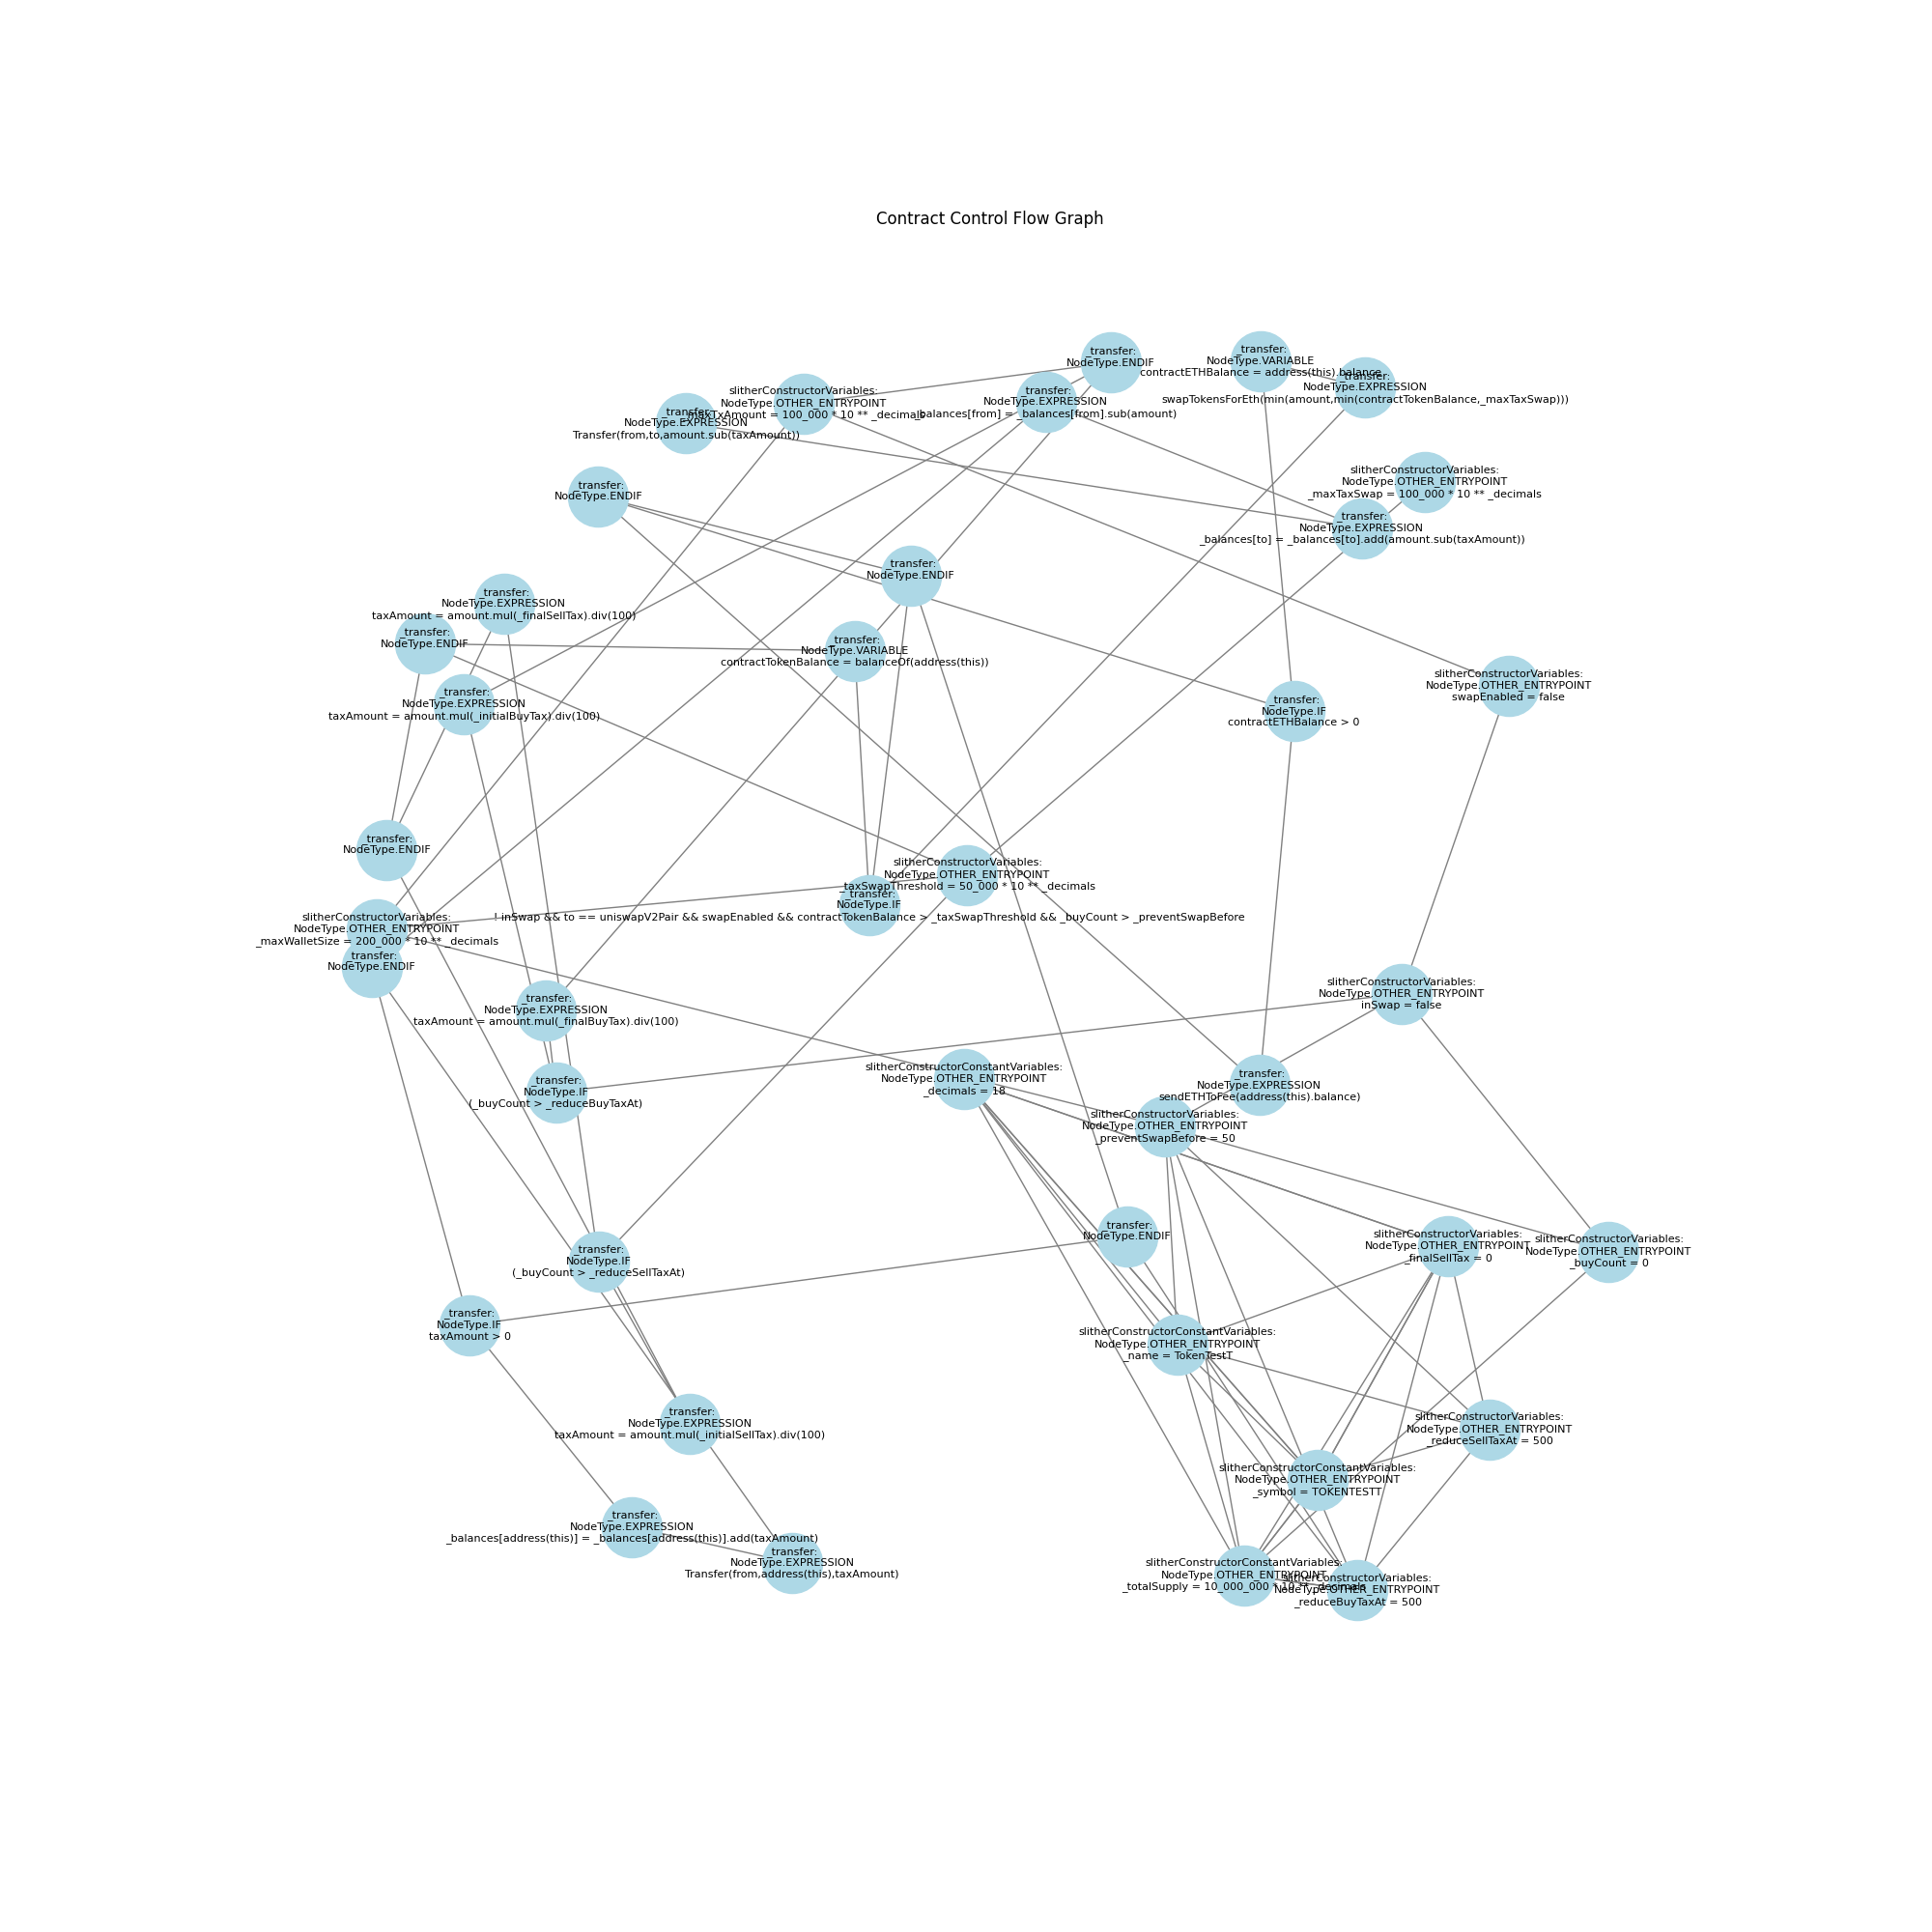 Contract Control Flow Graph
_transfer:
NodeType.ENDIF
_transfer:
NodeType.VARIABLE
contractETHBalance = address(this).balance
_transfer:
NodeType.EXPRESSION
swapTokensForEth(min(amount,min(contractTokenBalance,_maxTaxSwap)))
slitherConstructorVariables:
NodeType.OTHER_ENTRYPOINT
_maxTxAmount = 100_000 * 10 ** _decimals
_transfer:
NodeType.EXPRESSION
_balances[from] = _balances[from].sub(amount)
_transfer:
NodeType.EXPRESSION
Transfer(from,to,amount.sub(taxAmount))
slitherConstructorVariables:
NodeType.OTHER_ENTRYPOINT
_maxTaxSwap = 100_000 * 10 ** _decimals
_transfer:
NodeType.ENDIF
_transfer:
NodeType.EXPRESSION
_balances[to] = _balances[to].add(amount.sub(taxAmount))
_transfer:
NodeType.ENDIF
_transfer:
NodeType.EXPRESSION
taxAmount = amount.mul(_finalSellTax).div(100)
_transfer:
NodeType.ENDIF
_transfer:
NodeType.VARIABLE
contractTokenBalance = balanceOf(address(this))
slitherConstructorVariables:
NodeType.OTHER_ENTRYPOINT
swapEnabled = false
_transfer:
NodeType.EXPRESSION
taxAmount = amount.mul(_initialBuyTax).div(100)
_transfer:
NodeType.IF
contractETHBalance > 0
_transfer:
NodeType.ENDIF
slitherConstructorVariables:
NodeType.OTHER_ENTRYPOINT
_taxSwapThreshold = 50_000 * 10 ** _decimals
_transfer:
NodeType.IF
! inSwap && to == uniswapV2Pair && swapEnabled && contractTokenBalance > _taxSwapThreshold && _buyCount > _preventSwapBefore
slitherConstructorVariables:
NodeType.OTHER_ENTRYPOINT
_maxWalletSize = 200_000 * 10 ** _decimals
_transfer:
NodeType.ENDIF
slitherConstructorVariables:
NodeType.OTHER_ENTRYPOINT
inSwap = false
_transfer:
NodeType.EXPRESSION
taxAmount = amount.mul(_finalBuyTax).div(100)
slitherConstructorConstantVariables:
NodeType.OTHER_ENTRYPOINT
_decimals = 18
_transfer:
NodeType.IF
(_buyCount > _reduceBuyTaxAt)
_transfer:
NodeType.EXPRESSION
sendETHToFee(address(this).balance)
slitherConstructorVariables:
NodeType.OTHER_ENTRYPOINT
_preventSwapBefore = 50
_transfer:
NodeType.ENDIF
slitherConstructorVariables:
NodeType.OTHER_ENTRYPOINT
_finalSellTax = 0
slitherConstructorVariables:
NodeType.OTHER_ENTRYPOINT
_buyCount = 0
_transfer:
NodeType.IF
(_buyCount > _reduceSellTaxAt)
_transfer:
NodeType.IF
taxAmount > 0
slitherConstructorConstantVariables:
NodeType.OTHER_ENTRYPOINT
_name = TokenTestT
_transfer:
NodeType.EXPRESSION
taxAmount = amount.mul(_initialSellTax).div(100)
slitherConstructorVariables:
NodeType.OTHER_ENTRYPOINT
_reduceSellTaxAt = 500
slitherConstructorConstantVariables:
NodeType.OTHER_ENTRYPOINT
_symbol = TOKENTESTT
_transfer:
NodeType.EXPRESSION
_balances[address(this)] = _balances[address(this)].add(taxAmount)
_transfer:
NodeType.EXPRESSION
Transfer(from,address(this),taxAmount)
slitherConstructorConstantVariables:
NodeType.OTHER_ENTRYPOINT
_totalSupply = 10_000_000 * 10 ** _decimals
slitherConstructorVariables:
NodeType.OTHER_ENTRYPOINT
_reduceBuyTaxAt = 500